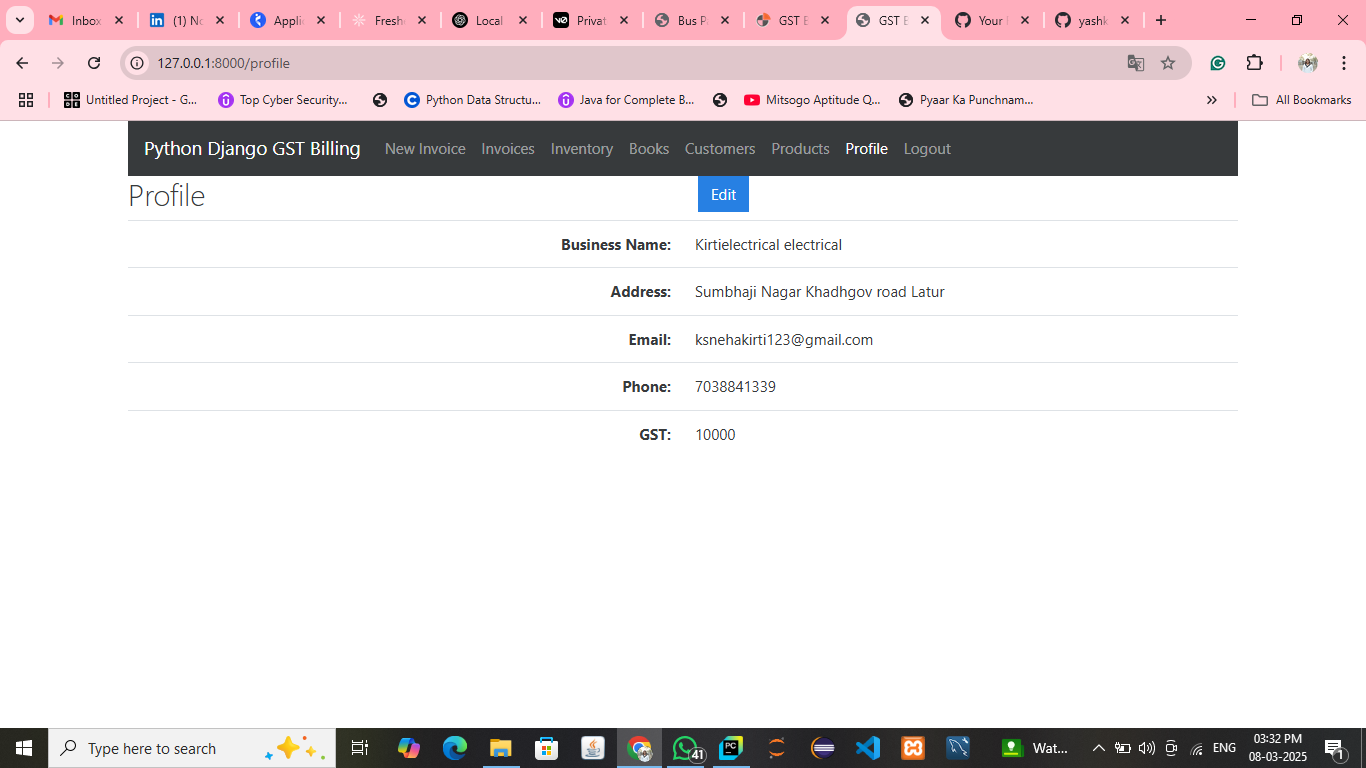 Inbox
(1) No
Applic
Fresh
Local
Privat
Bus P
GST B
GST B
Your
yashk
127.0.0.1:8000/profile
Untitled Project - G...
Top Cyber Security...
Python Data Structu...
Java for Complete B...
Mitsogo Aptitude Q...
Pyaar Ka Punchnam...
All Bookmarks
Python Django GST Billing New Invoice Invoices Inventory Books Customers Products Profile Logout
Profile Edit
Business Name: Kirtielectrical electrical
Address: Sumbhaji Nagar Khadhgov road Latur
Email: ksnehakirti123@gmail.com
Phone: 7038841339
GST: 10000
Type here to search
41
PC
Wat...
ENG
03:32 PM
08-03-2025
1